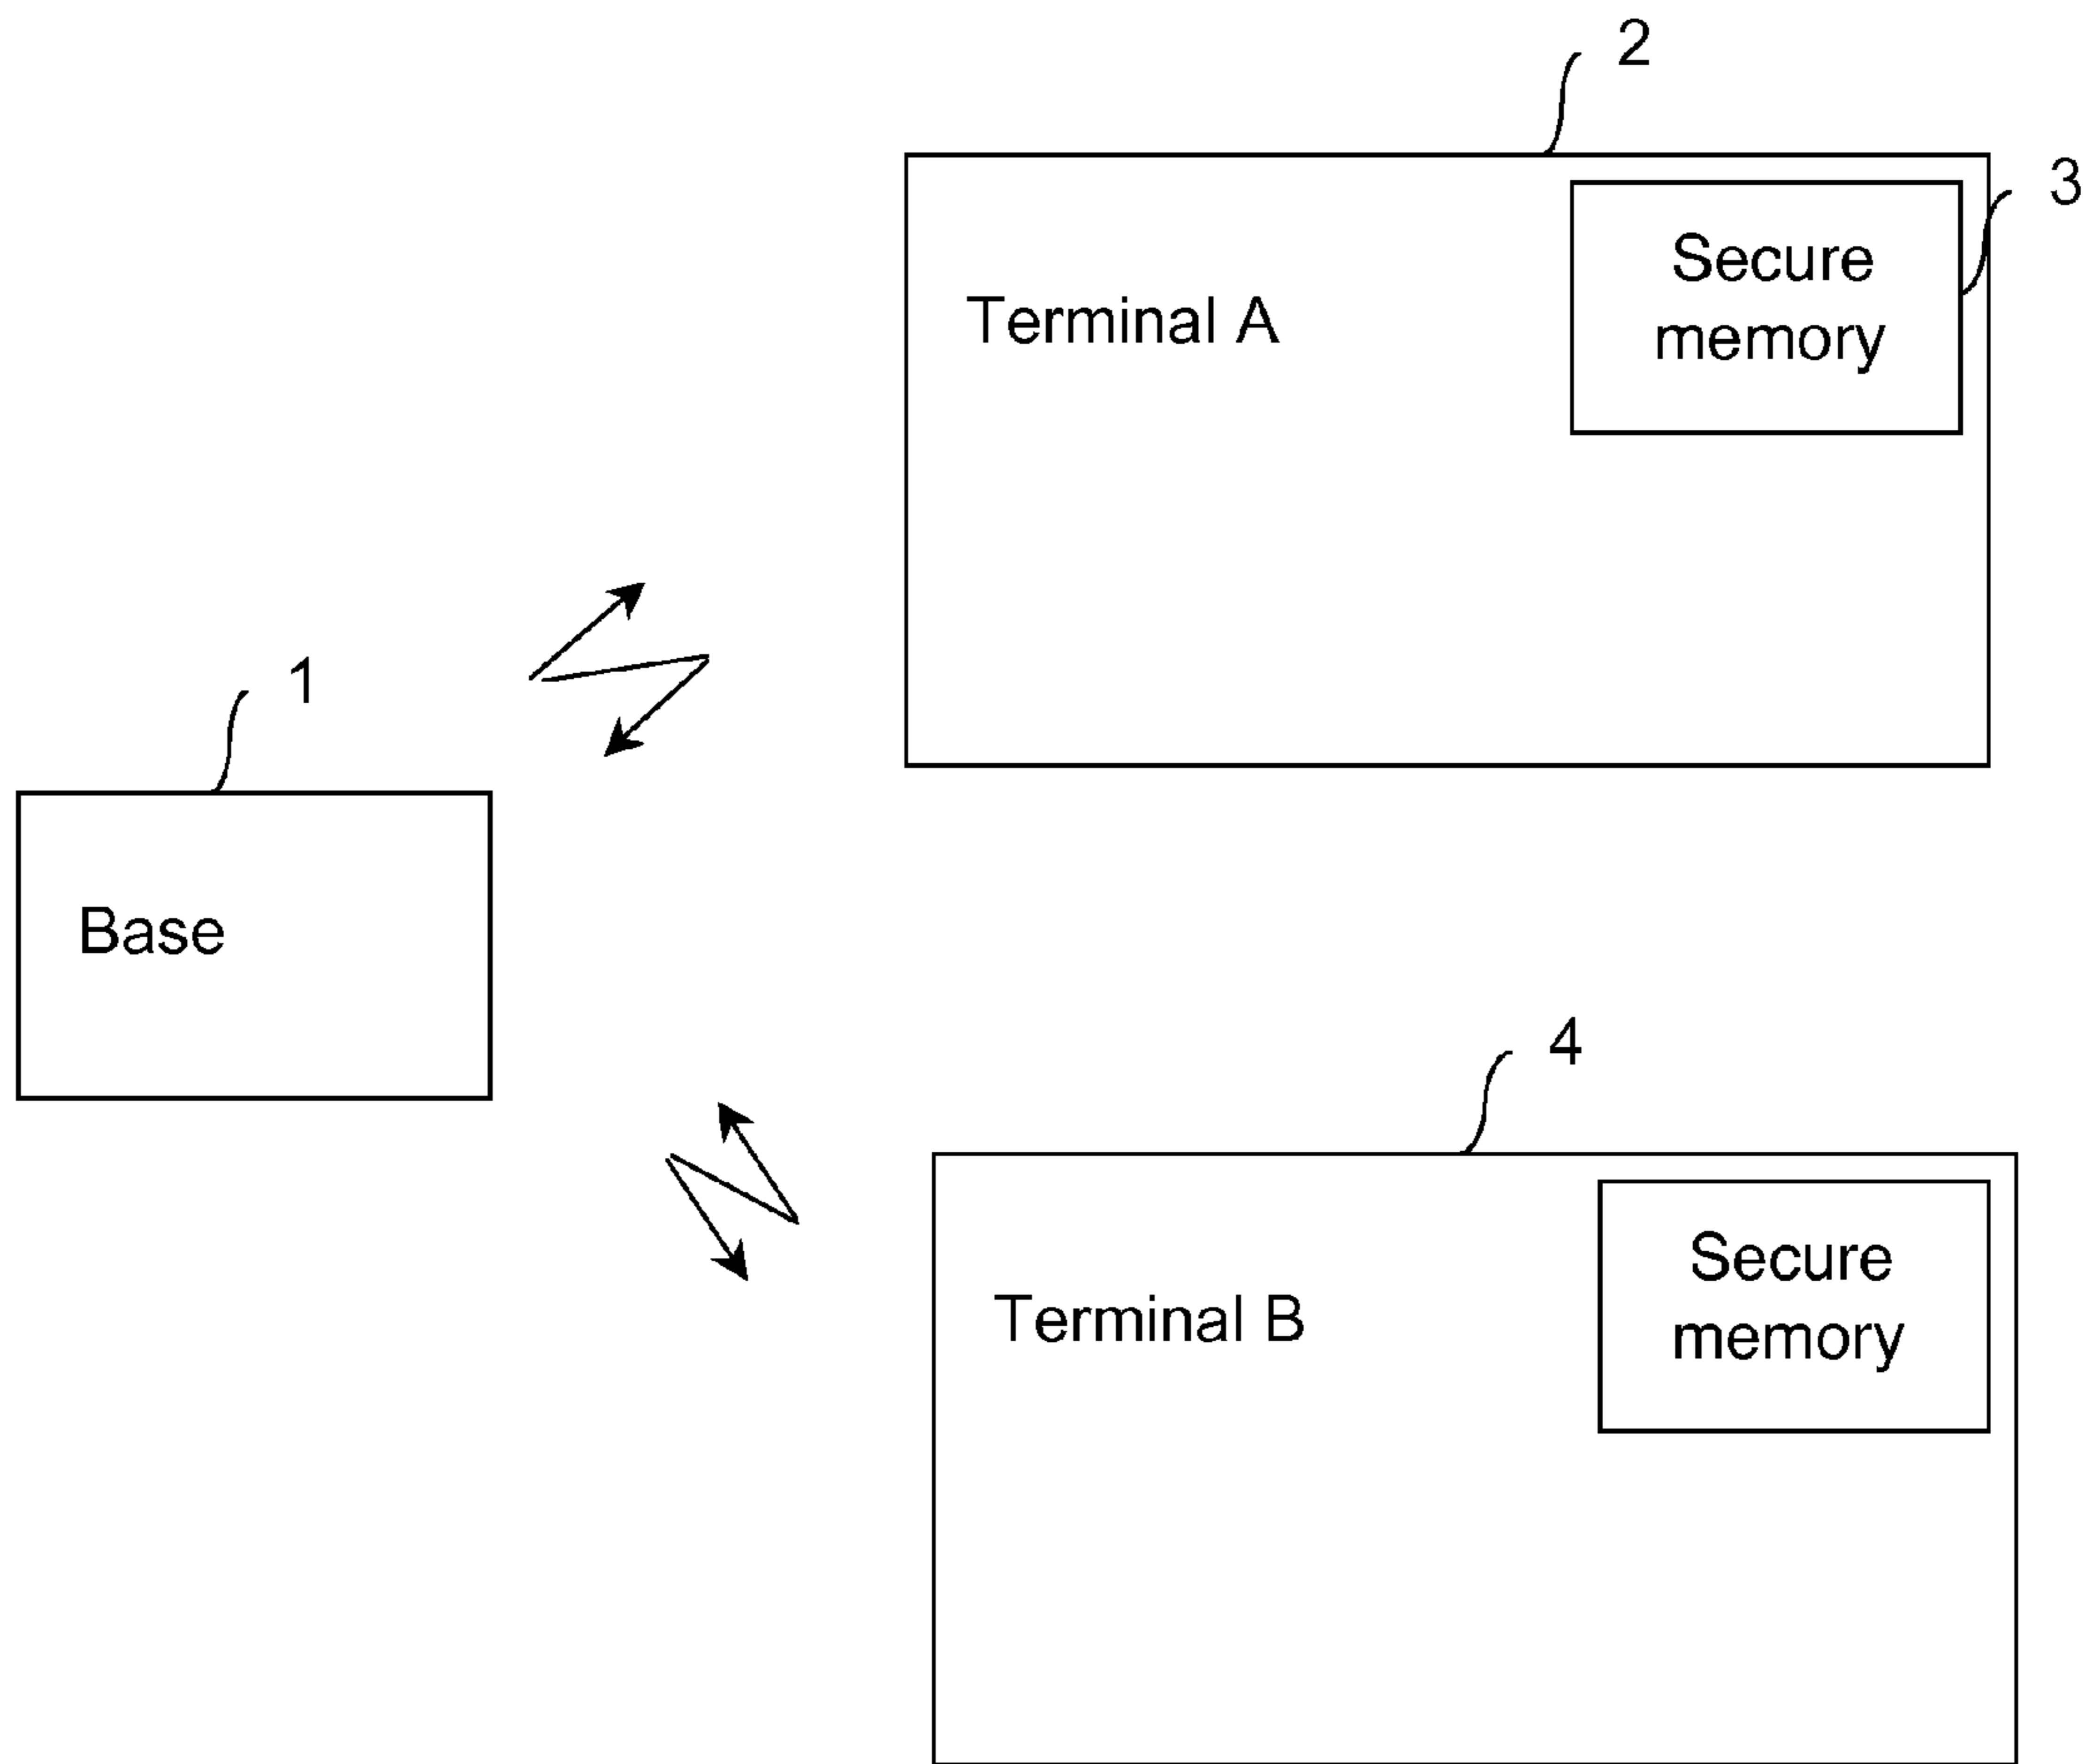 2
3
Secure
memory
Terminal A
1
Base
4
Secure
memory
Terminal B